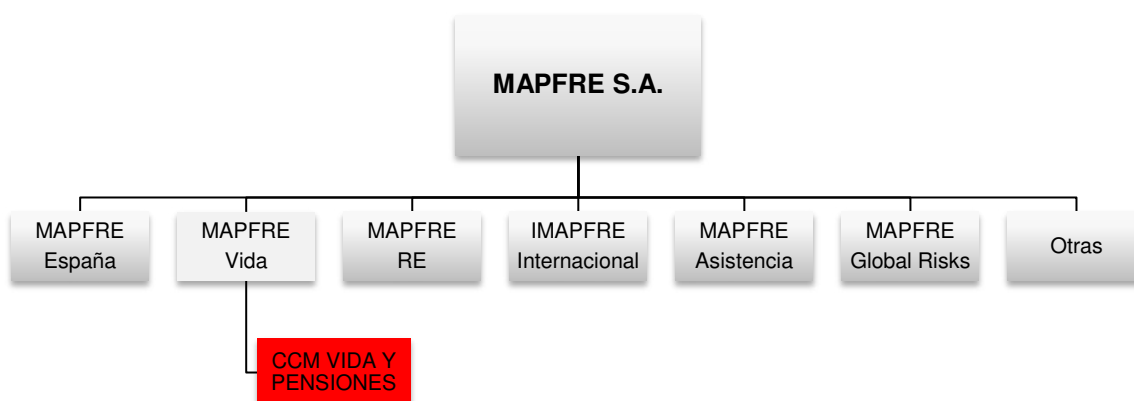 MAPFRE S.A.
MAPFRE
España
MAPFRE
Vida
MAPFRE
RE
IMAPFRE
Internacional
MAPFRE
Asistencia
MAPFRE
Global Risks
Otras
CCM VIDA Y
PENSIONES